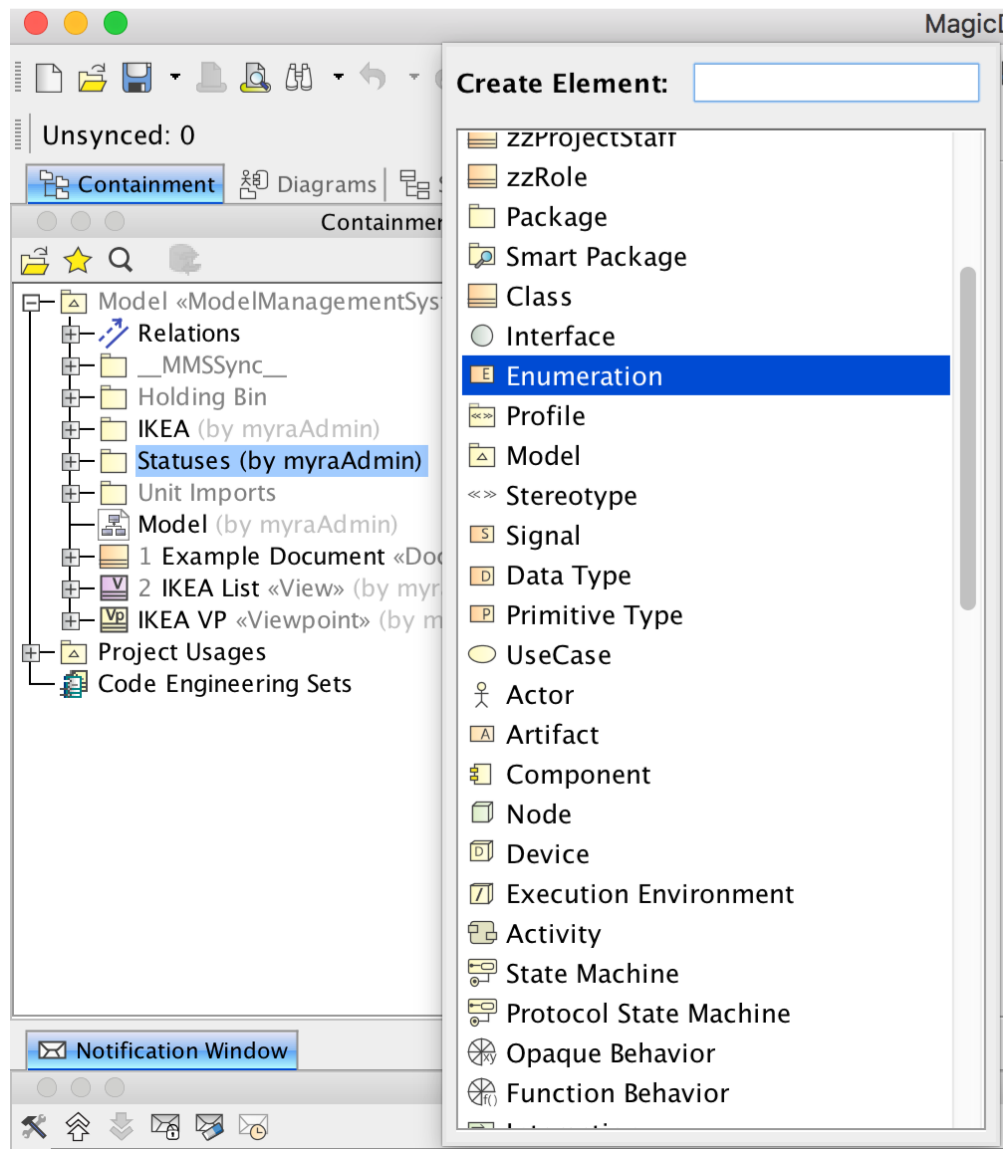 MagicD
Create Element:
Unsynced: 0
Containment
Diagrams
Containmen
Model «ModelManagementSys
Relations
__MMSSync__
Holding Bin
IKEA (by myraAdmin)
Statuses (by myraAdmin)
Unit Imports
Model (by myraAdmin)
1 Example Document «Doc
2 IKEA List «View» (by myr
IKEA VP «Viewpoint» (by m
Project Usages
Code Engineering Sets
zzProjectStaff
zzRole
Package
Smart Package
Class
Interface
Enumeration
Profile
Model
Stereotype
Signal
Data Type
Primitive Type
UseCase
Actor
Artifact
Component
Node
Device
Execution Environment
Activity
State Machine
Protocol State Machine
Opaque Behavior
Function Behavior
Notification Window